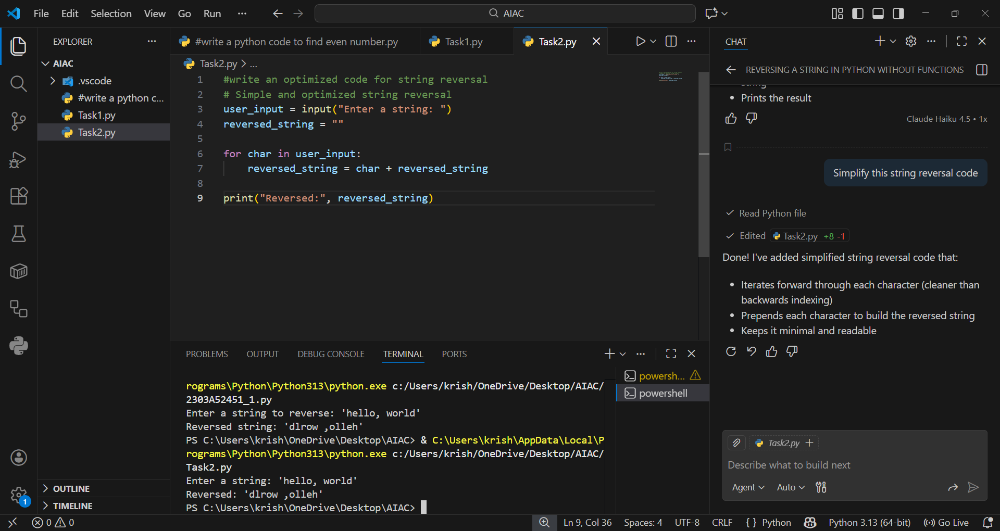 File Edit Selection View Go Run ··· AIAC
EXPLORER ···
AIAC
.vscode
#write a python c...
Task1.py
Task2.py
OUTLINE
TIMELINE
#write a python code to find even number.py Task1.py Task2.py
Task2.py > ...
1 #write an optimized code for string reversal
2 # Simple and optimized string reversal
3 user_input = input("Enter a string: ")
4 reversed_string = ""
5
6 for char in user_input:
7 reversed_string = char + reversed_string
8
9 print("Reversed:", reversed_string)
PROBLEMS OUTPUT DEBUG CONSOLE TERMINAL PORTS
rograms\Python\Python313\python.exe c:/Users/krish/OneDrive/Desktop/AIAC/
2303A52451_1.py
Enter a string to reverse: 'hello, world'
Reversed string: 'dlrow ,olleh'
PS C:\Users\krish\OneDrive\Desktop\AIAC> & C:\Users\krish\AppData\Local\P
rograms\Python\Python313\python.exe c:/Users/krish/OneDrive/Desktop/AIAC/
Task2.py
Enter a string: 'hello, world'
Reversed: 'dlrow ,olleh'
PS C:\Users\krish\OneDrive\Desktop\AIAC>
powersh...
powershell
CHAT
REVERSING A STRING IN PYTHON WITHOUT FUNCTIONS
string
• Prints the result
Claude Haiku 4.5 • 1x
Simplify this string reversal code
Read Python file
Edited Task2.py +8 -1
Done! I've added simplified string reversal code that:
• Iterates forward through each character (cleaner than
backwards indexing)
• Prepends each character to build the reversed string
• Keeps it minimal and readable
Task2.py
Describe what to build next
Agent Auto
1
0 0 Ln 9, Col 36 Spaces: 4 UTF-8 CRLF {} Python Python 3.13 (64-bit) Go Live